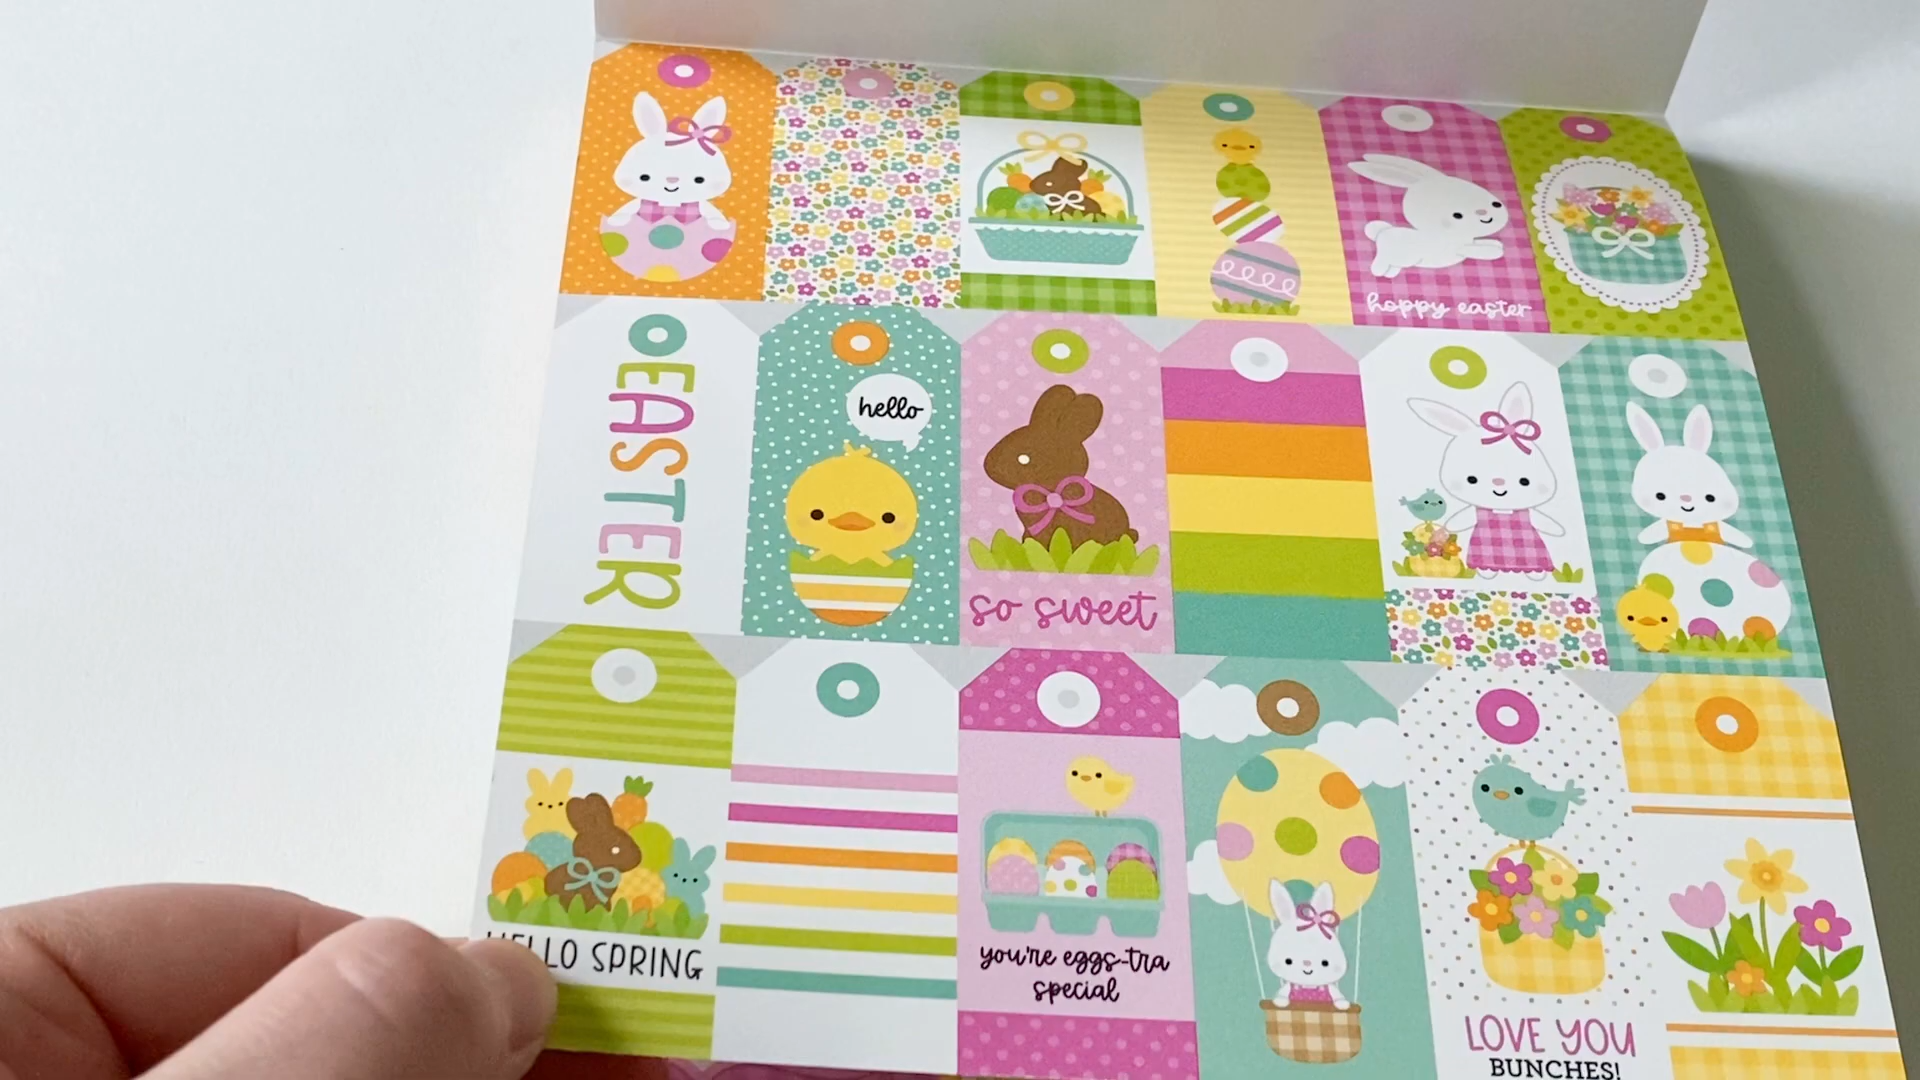 hoppy easter
EASTER
hello
so sweet
HELLO SPRING
you're eggs-tra
special
LOVE YOU
BUNCHES!